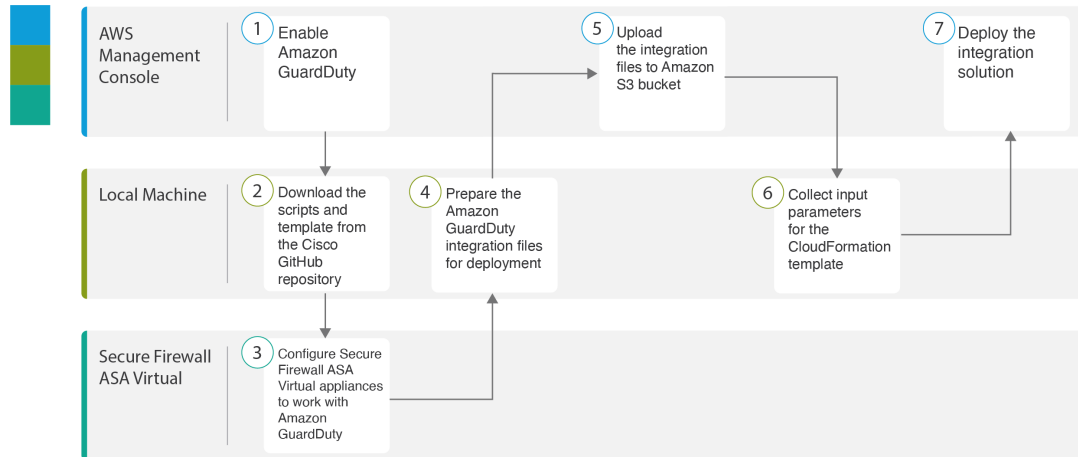 AWS
Management
Console
1
Enable
Amazon
GuardDuty
5
Upload
the integration
files to Amazon
S3 bucket
7
Deploy the
integration
solution
Local Machine
2
Download the
scripts and
template from
the Cisco
GitHub
repository
4
Prepare the
Amazon
GuardDuty
integration files
for deployment
6
Collect input
parameters
for the
CloudFormation
template
Secure Firewall
ASA Virtual
3
Configure Secure
Firewall ASA
Virtual appliances
to work with
Amazon
GuardDuty